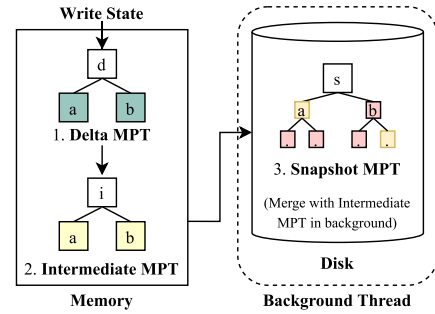 Write State
d
a b
1. Delta MPT
i
a b
2. Intermediate MPT
Memory
s
a b
. . . .
3. Snapshot MPT
(Merge with Intermediate
MPT in background)
Disk
Background Thread